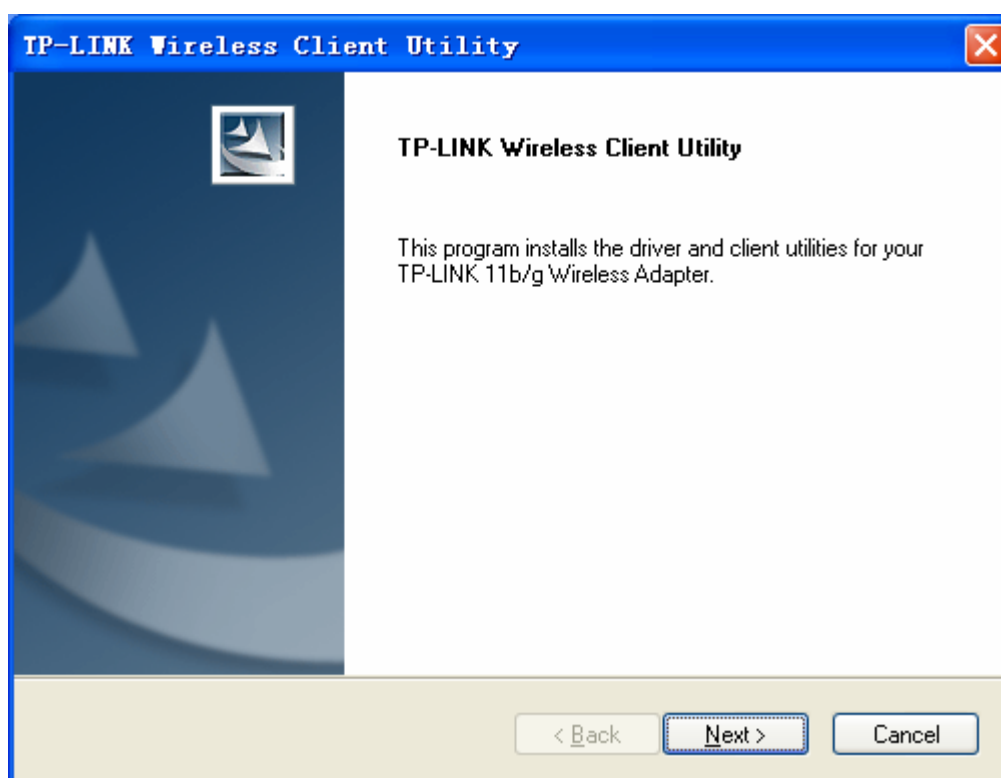 TP-LINK Wireless Client Utility
TP-LINK Wireless Client Utility
This program installs the driver and client utilities for your
TP-LINK 11b/g Wireless Adapter.
< Back
Next >
Cancel